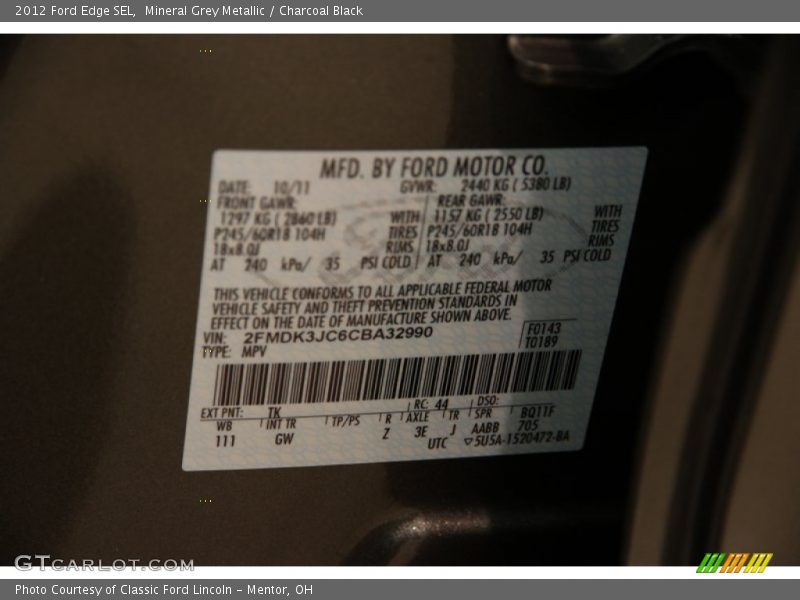 2012 Ford Edge SEL,  Mineral Grey Metallic / Charcoal Black
MFD. BY FORD MOTOR CO.
DATE: 10/11 GVWR: 2440 KG ( 5380 LB)
FRONT GAWR: REAR GAWR:
1297 KG ( 2860 LB) WITH 1157 KG ( 2550 LB) WITH
P245/60R18 104H TIRES P245/60R18 104H TIRES
18x8.0J RIMS 18x8.0J RIMS
AT 240 kPa/ 35 PSI COLD AT 240 kPa/ 35 PSI COLD
THIS VEHICLE CONFORMS TO ALL APPLICABLE FEDERAL MOTOR
VEHICLE SAFETY AND THEFT PREVENTION STANDARDS IN
EFFECT ON THE DATE OF MANUFACTURE SHOWN ABOVE.
VIN: 2FMDK3JC6CBA32990 F0143
TYPE: MPV T0189
EXT PNT: TK RC: 44 DSO:
WB INT TR TP/PS R AXLE TR SPR BQ11F
111 GW Z 3E J AABB 705
UTC ▽5U5A-1520472-BA
GTCARLOT.COM
Photo Courtesy of Classic Ford Lincoln - Mentor, OH